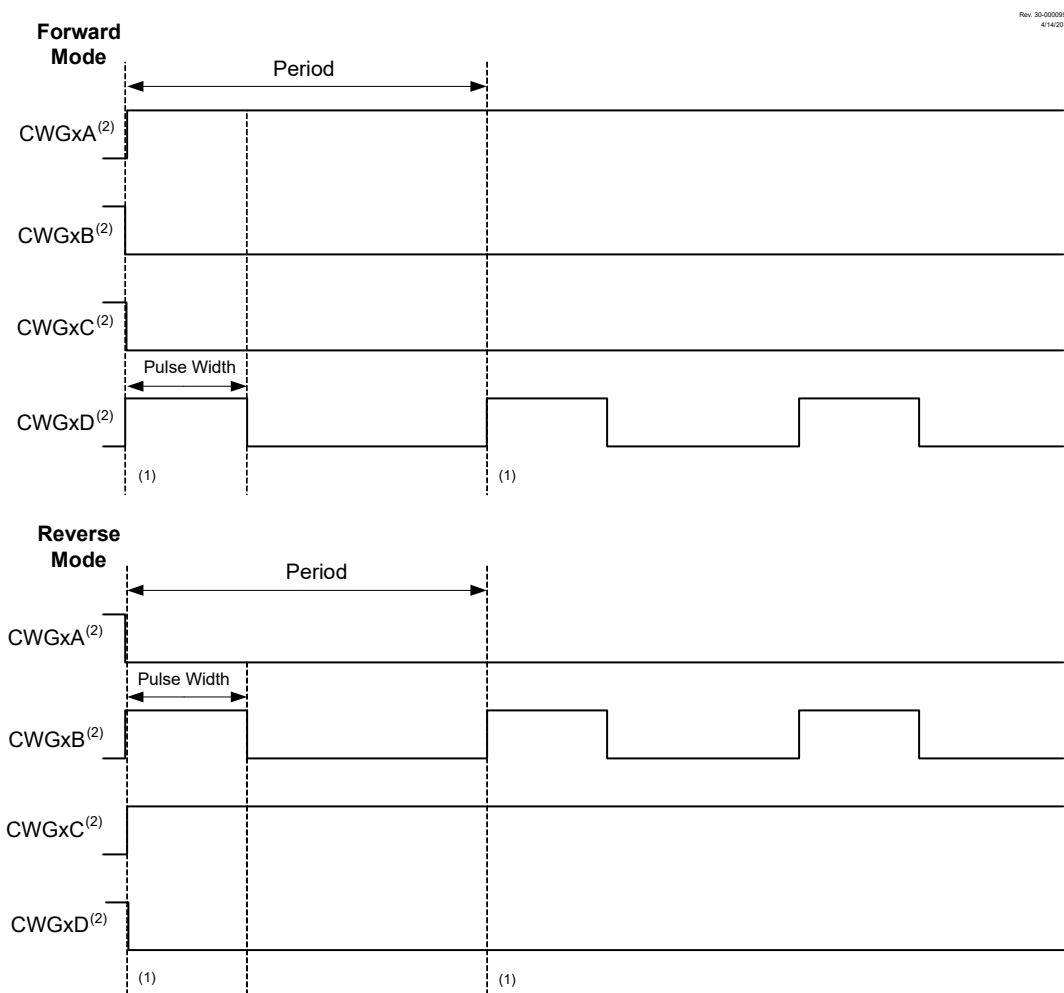 Rev. 30-000099
4/14/20
Forward
Mode
Period
CWGxA(2)
CWGxB(2)
CWGxC(2)
Pulse Width
CWGxD(2)
(1)
(1)
Reverse
Mode
Period
CWGxA(2)
Pulse Width
CWGxB(2)
CWGxC(2)
CWGxD(2)
(1)
(1)